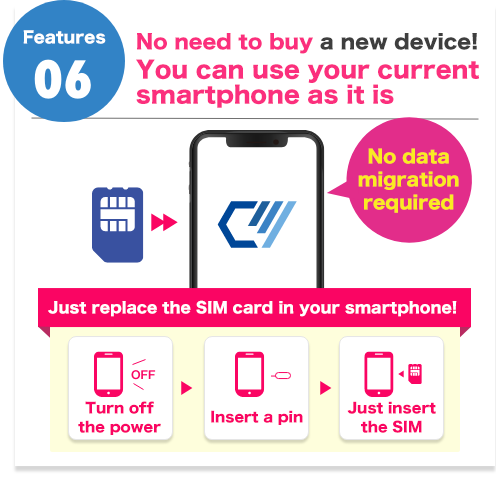 Features
06
No need to buy a new device!
You can use your current
smartphone as it is
No data
migration
required
Just replace the SIM card in your smartphone!
OFF
Turn off
the power
Insert a pin
Just insert
the SIM